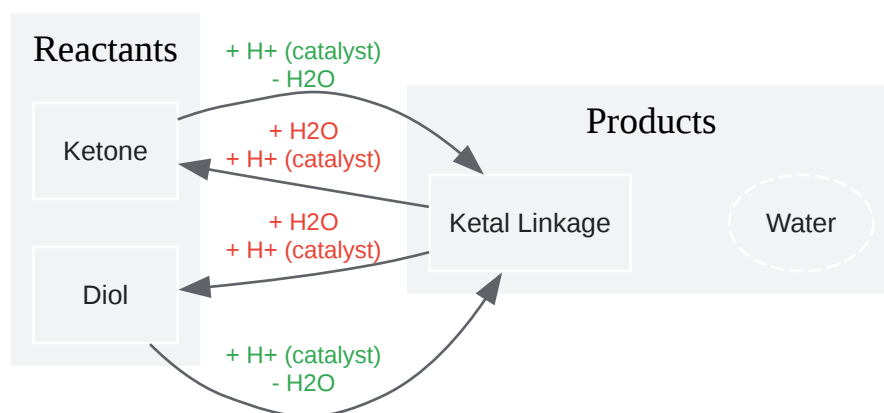 Reactants
+ H+ (catalyst)
- H2O
Products
+ H2O
+ H+ (catalyst)
Ketone
Ketal Linkage
Water
+ H2O
+ H+ (catalyst)
Diol
+ H+ (catalyst)
- H2O